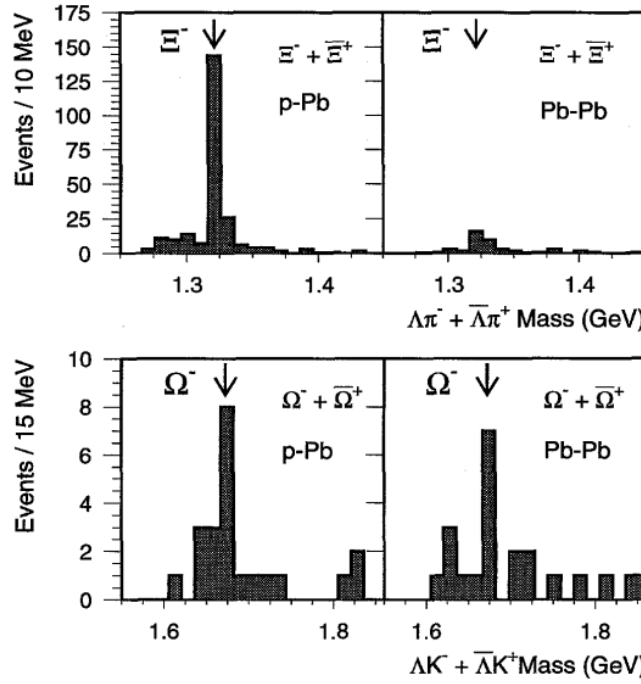 Events / 10 MeV
175
150
125
100
75
50
25
0
Ξ⁻
Ξ⁻ + Ξ̅⁺
p-Pb
Ξ⁻
Ξ⁻ + Ξ̅⁺
Pb-Pb
1.3 1.4 1.3 1.4
Λπ⁻ + Λ̅π⁺ Mass (GeV)
Events / 15 MeV
10
8
6
4
2
0
Ω⁻
Ω⁻ + Ω̅⁺
p-Pb
Ω⁻
Ω⁻ + Ω̅⁺
Pb-Pb
1.6 1.8 1.6 1.8
ΛK⁻ + Λ̅K⁺ Mass (GeV)